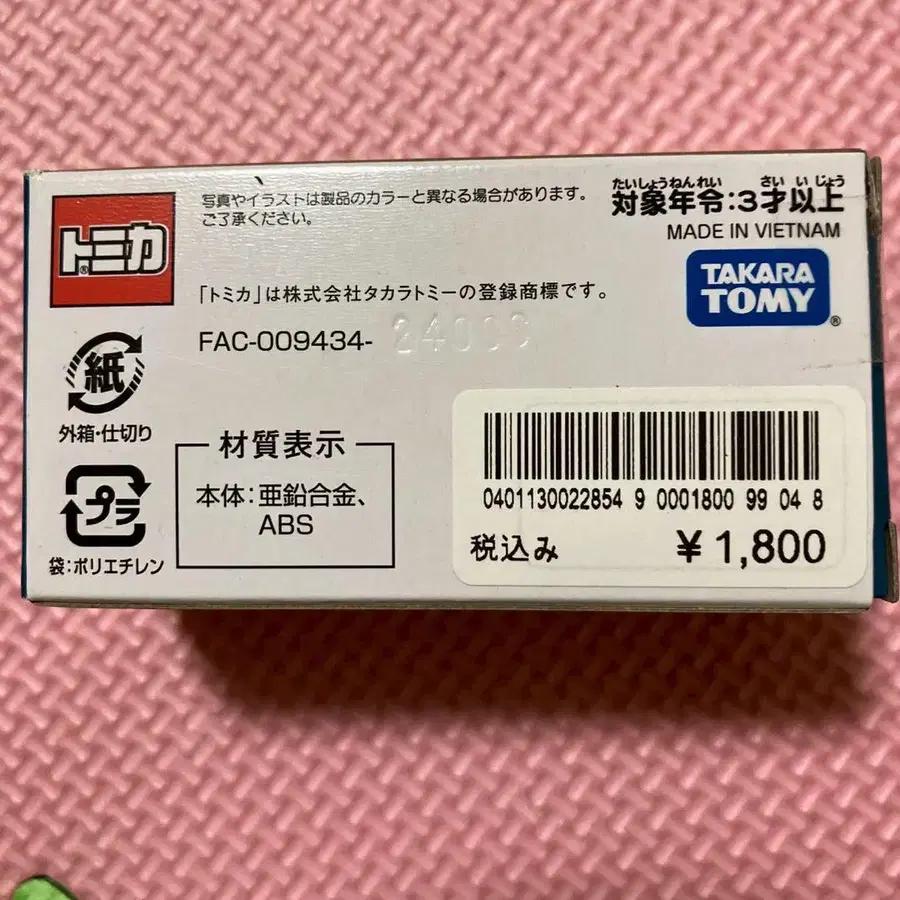 トミカ®
写真やイラストは製品のカラーと異なる場合があります。
ご了承ください。
たいしょうねんれい さいいじょう
対象年令:3才以上
MADE IN VIETNAM
TAKARA
TOMY®
「トミカ」は株式会社タカラトミーの登録商標です。
FAC-009434-
紙
外箱・仕切り
プラ
袋:ポリエチレン
材質表示
本体:亜鉛合金、
ABS
0401130022854 9 0001800 99 04 8
税込み ¥1,800